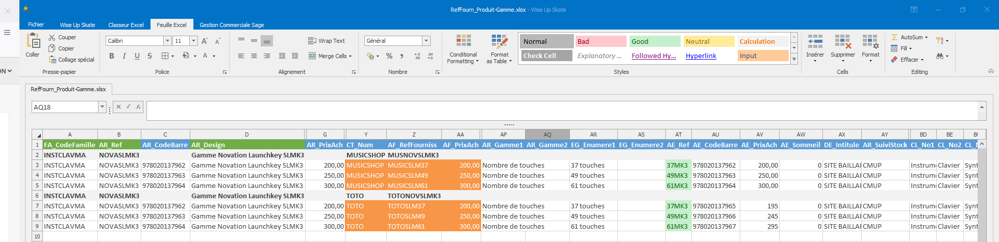 RefFourn_Produit-Gamme.xlsx - Wise Up Skate
Fichier Wise Up Skate Classeur Excel Feuille Excel Gestion Commerciale Sage
Coller Couper Copier Collage spécial
Presse-papier
Calibri 11
B I U S A
Police
Wrap Text
Merge Cells
Alignement
Général
Nombre
Conditional Formatting
Format as Table
Normal Bad Good Neutral Calculation
Check Cell Explanatory ... Followed Hy... Hyperlink Input
Styles
Insérer Supprimer Format
Cells
AutoSum
Fill
Effacer
Editing
ON
RefFourn_Produit-Gamme.xlsx
AQ18
A B C D G Y Z AA AP AQ AR AS AT AU AV AW AX AY BD BE
1 FA_CodeFamille AR_Ref AR_CodeBarre AR_Design AR_PrixAch CT_Num AF_RefFourniss AF_PrixAch AR_Gamme1 AR_Gamme2 EG_Enumere1 EG_Enumere2 AE_Ref AE_CodeBarre AE_PrixAch AE_Sommeil DE_Intitule AR_SuiviStock CL_No1 CL_No2
2 INSTCLAVMA NOVASLMK3 Gamme Novation Launchkey SLMK3 MUSICSHOP MUSNOVSLMK3
3 INSTCLAVMA NOVASLMK3 978020137962 Gamme Novation Launchkey SLMK3 200,00 MUSICSHOP MUSICSLM37 200,00 Nombre de touches 37 touches 37MK3 978020137962 200,00 0 SITE BAILLA CMUP Instrum Clavier Synt
4 INSTCLAVMA NOVASLMK3 978020137963 Gamme Novation Launchkey SLMK3 250,00 MUSICSHOP MUSICSLM49 250,00 Nombre de touches 49 touches 49MK3 978020137963 250,00 0 SITE BAILLA CMUP Instrum Clavier Synt
5 INSTCLAVMA NOVASLMK3 978020137964 Gamme Novation Launchkey SLMK3 300,00 MUSICSHOP MUSICSLM61 300,00 Nombre de touches 61 touches 61MK3 978020137964 300,00 0 SITE BAILLA CMUP Instrum Clavier Synt
6 INSTCLAVMA NOVASLMK3 Gamme Novation Launchkey SLMK3 TOTO TOTONOVSLMK3
7 INSTCLAVMA NOVASLMK3 978020137962 Gamme Novation Launchkey SLMK3 200,00 TOTO TOTOSLM37 200,00 Nombre de touches 37 touches 37MK3 978020137965 195 0 SITE BAILLA CMUP Instrum Clavier Synt
8 INSTCLAVMA NOVASLMK3 978020137963 Gamme Novation Launchkey SLMK3 250,00 TOTO TOTOSLM49 250,00 Nombre de touches 49 touches 49MK3 978020137966 245 0 SITE BAILLA CMUP Instrum Clavier Synt
9 INSTCLAVMA NOVASLMK3 978020137964 Gamme Novation Launchkey SLMK3 300,00 TOTO TOTOSLM61 300,00 Nombre de touches 61 touches 61MK3 978020137967 295 0 SITE BAILLA CMUP Instrum Clavier Synt
10